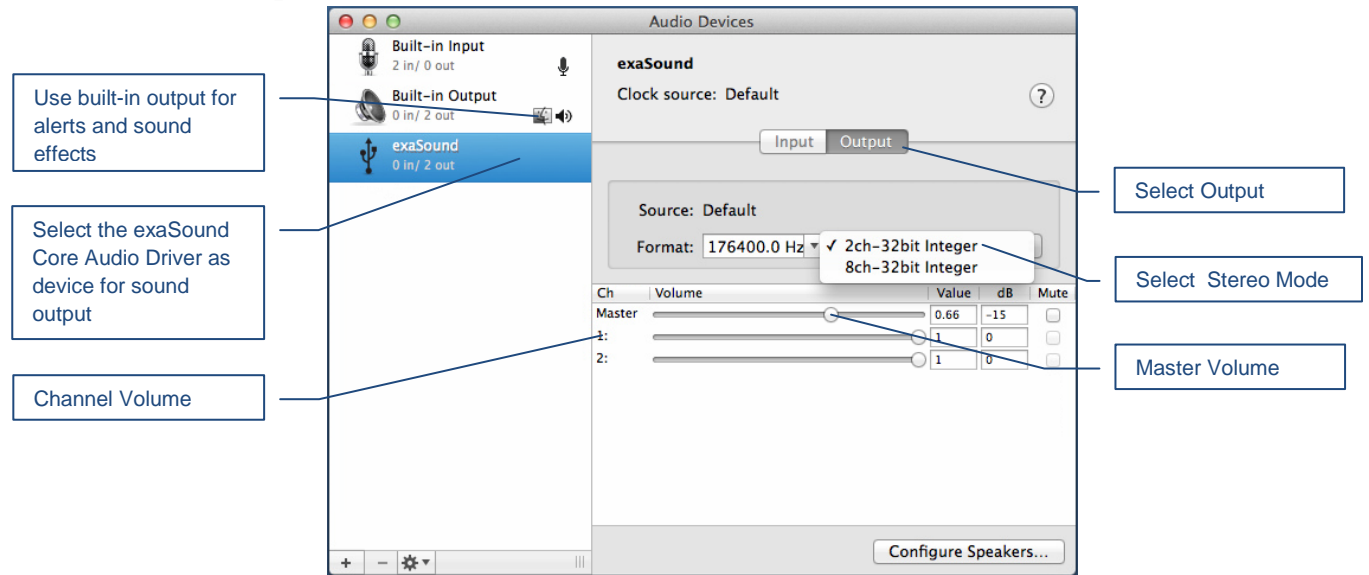 Audio Devices
Built-in Input
2 in/ 0 out
Built-in Output
0 in/ 2 out
exaSound
0 in/ 2 out
exaSound
Clock source: Default
?
Input Output
Source: Default
Format: 176400.0 Hz
✓ 2ch-32bit Integer
8ch-32bit Integer
Ch Volume Value dB Mute
Master 0.66 -15
1: 1 0
2: 1 0
Configure Speakers...
+ -
Use built-in output for
alerts and sound
effects
Select the exaSound
Core Audio Driver as
device for sound
output
Channel Volume
Select Output
Select Stereo Mode
Master Volume